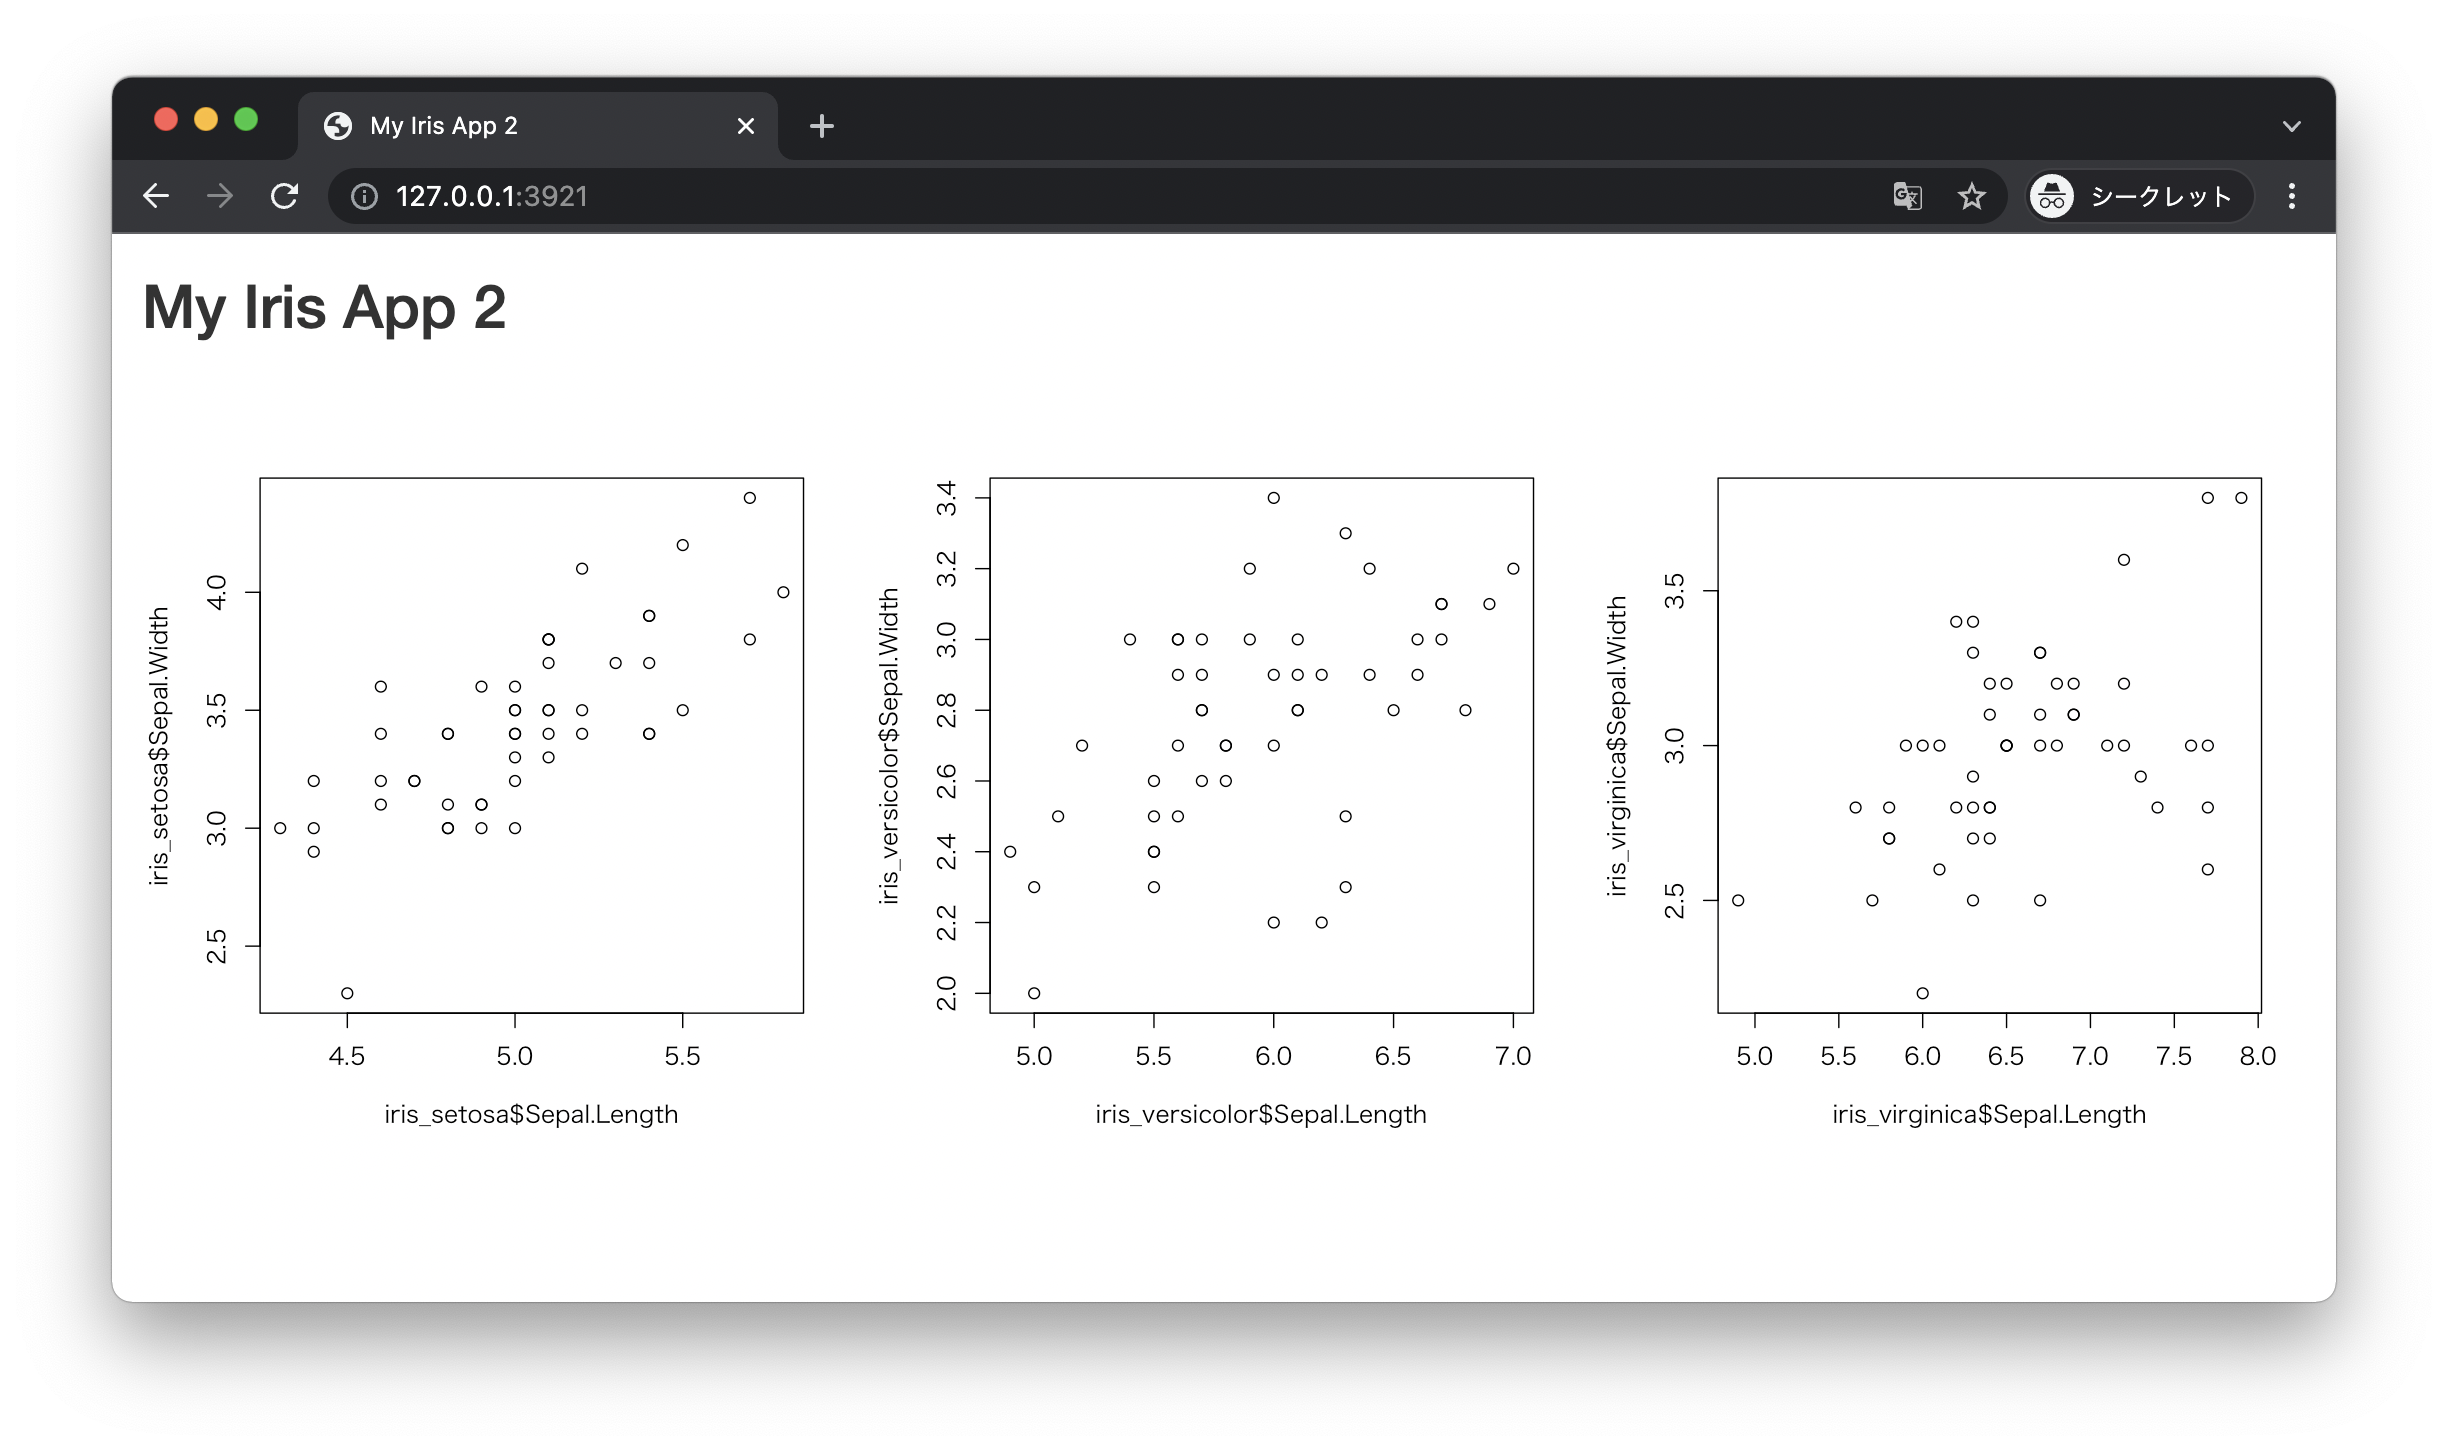 My Iris App 2
127.0.0.1:3921
シークレット
My Iris App 2
iris_setosa$Sepal.Width
4.0
3.5
3.0
2.5
4.5 5.0 5.5
iris_setosa$Sepal.Length
iris_versicolor$Sepal.Width
3.4
3.2
3.0
2.8
2.6
2.4
2.2
2.0
5.0 5.5 6.0 6.5 7.0
iris_versicolor$Sepal.Length
iris_virginica$Sepal.Width
3.5
3.0
2.5
5.0 5.5 6.0 6.5 7.0 7.5 8.0
iris_virginica$Sepal.Length